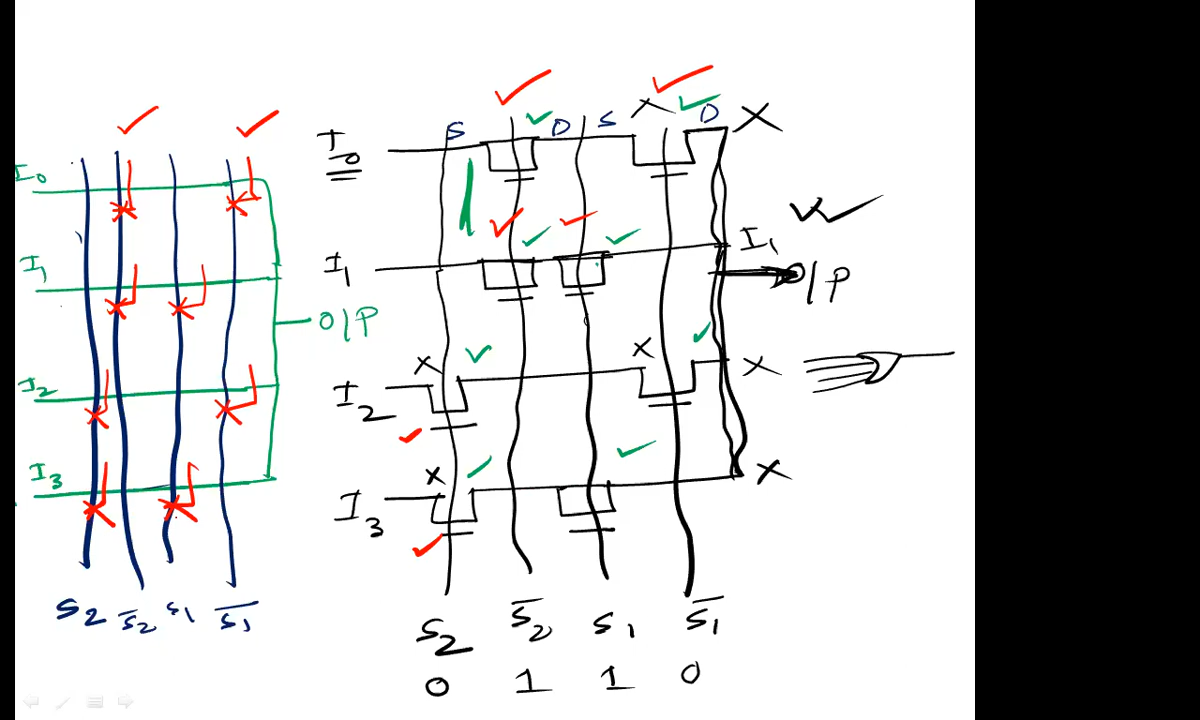 I0
I1
O/P
I2
I3
S2 S̅2 S1 S̅1
S D S X D X
I0
I1 I1
O/P
X X X
I2
X X
I3
S2 S̅2 S1 S̅1
0 1 1 0